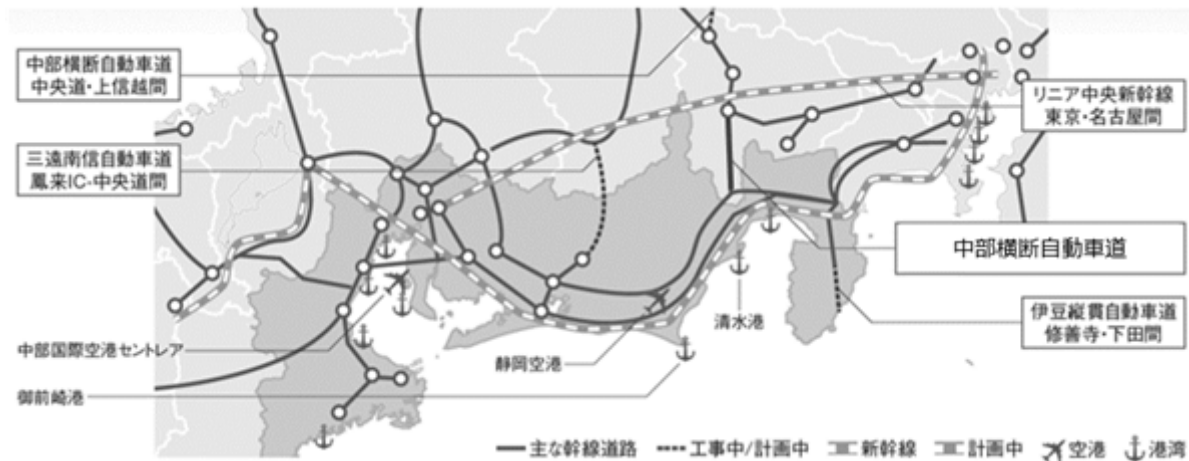 中部横断自動車道
中央道・上信越間
リニア中央新幹線
東京・名古屋間
三遠南信自動車道
鳳来IC-中央道間
中部横断自動車道
伊豆縦貫自動車道
修善寺・下田間
清水港
中部国際空港セントレア
静岡空港
御前崎港
主な幹線道路
工事中/計画中
新幹線
計画中
空港
港湾